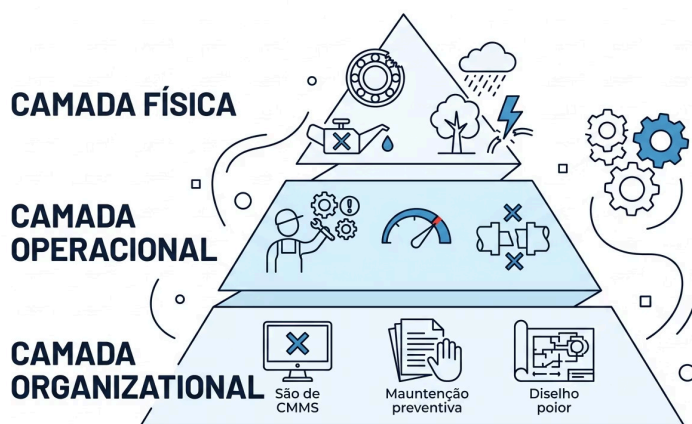 CAMADA FÍSICA
CAMADA
OPERACIONAL
CAMADA
ORGANIZATIONAL
São de
CMMS
Mauntenção
preventiva
Diselho
poior